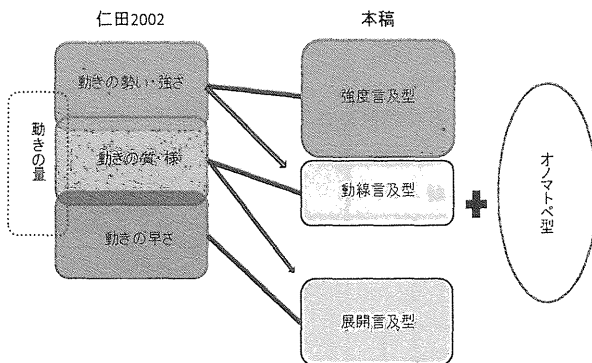 仁田2002
本稿
動きの勢い・強さ
強度言及型
動きの量
動きの質・様
動線言及型
オノマトペ型
動きの早さ
展開言及型